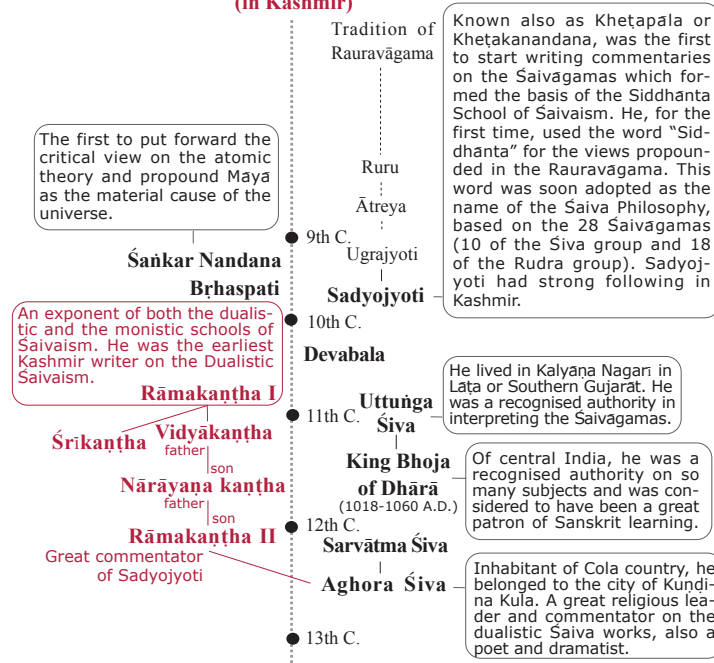 (in Kashmir)
Tradition of
Rauravāgama
Known also as Kheṭapāla or
Kheṭakanandana, was the first
to start writing commentaries
on the Śaivāgamas which for-
med the basis of the Siddhānta
School of Śaivaism. He, for the
first time, used the word “Sid-
dhānta” for the views propoun-
ded in the Rauravāgama. This
word was soon adopted as the
name of the Śaiva Philosophy,
based on the 28 Śaivāgamas
(10 of the Śiva group and 18
of the Rudra group). Sadyoj-
yoti had strong following in
Kashmir.
The first to put forward the
critical view on the atomic
theory and propound Māyā
as the material cause of the
universe.
Ruru
Ātreya
9th C.
Ugrajyoti
Śaṅkar Nandana
Bṛhaspati
Sadyojyoti
An exponent of both the dualis-
tic and the monistic schools of
Śaivaism. He was the earliest
Kashmir writer on the Dualistic
Śaivaism.
10th C.
Devabala
Rāmakaṇṭha I
He lived in Kalyāṇa Nagarī in
Lāṭa or Southern Gujarāt. He
was a recognised authority in
interpreting the Śaivāgamas.
11th C.
Uttuṅga
Śiva
Śrīkaṇṭha
Vidyākaṇṭha
father
son
Nārāyaṇa kaṇṭha
father
son
Rāmakaṇṭha II
Great commentator
of Sadyojyoti
King Bhoja
of Dhārā
(1018-1060 A.D.)
Of central India, he was a
recognised authority on so
many subjects and was con-
sidered to have been a great
patron of Sanskrit learning.
12th C.
Sarvātma Śiva
Aghora Śiva
Inhabitant of Cola country, he
belonged to the city of Kuṇḍi-
na Kula. A great religious lea-
der and commentator on the
dualistic Śaiva works, also a
poet and dramatist.
13th C.